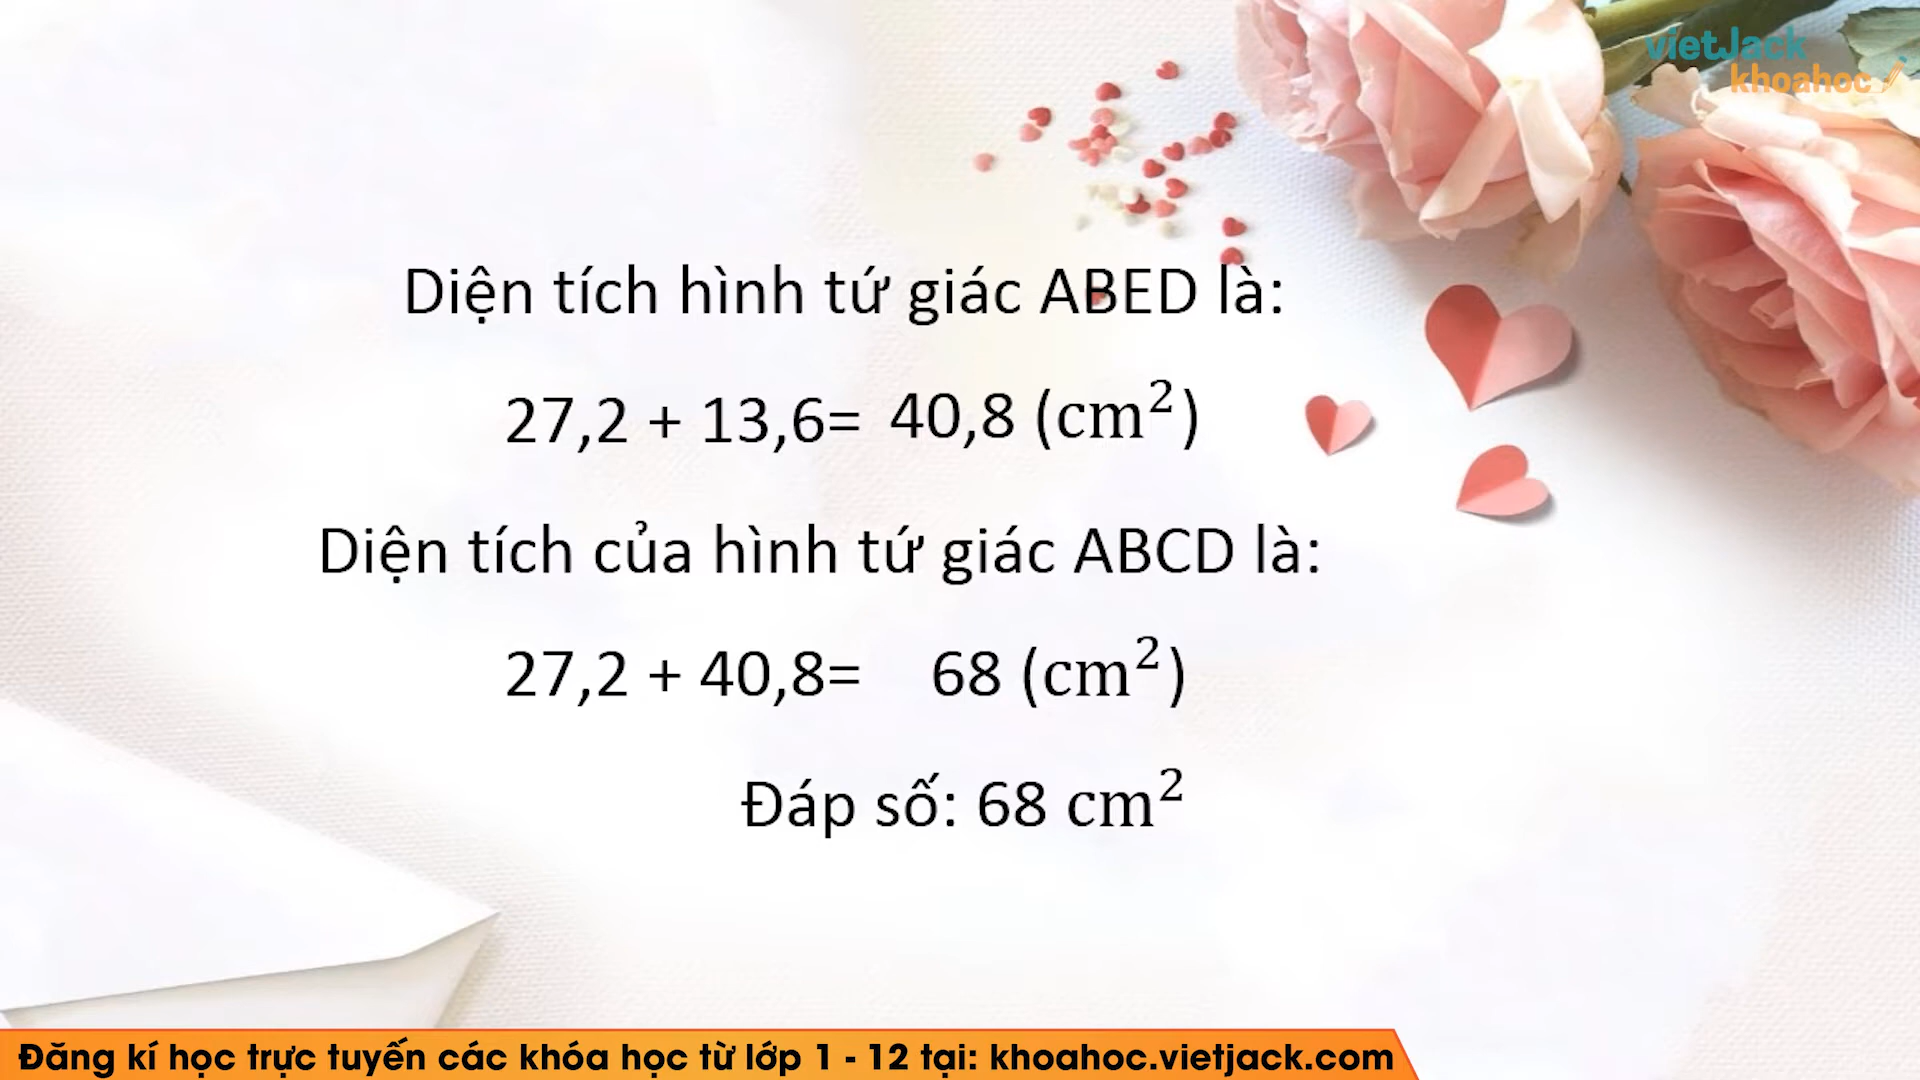 vietJack
khoahoc
Diện tích hình tứ giác ABED là:
27,2 + 13,6= 40,8 (cm²)
Diện tích của hình tứ giác ABCD là:
27,2 + 40,8= 68 (cm²)
Đáp số: 68 cm²
Đăng kí học trực tuyến các khóa học từ lớp 1 - 12 tại: khoahoc.vietjack.com